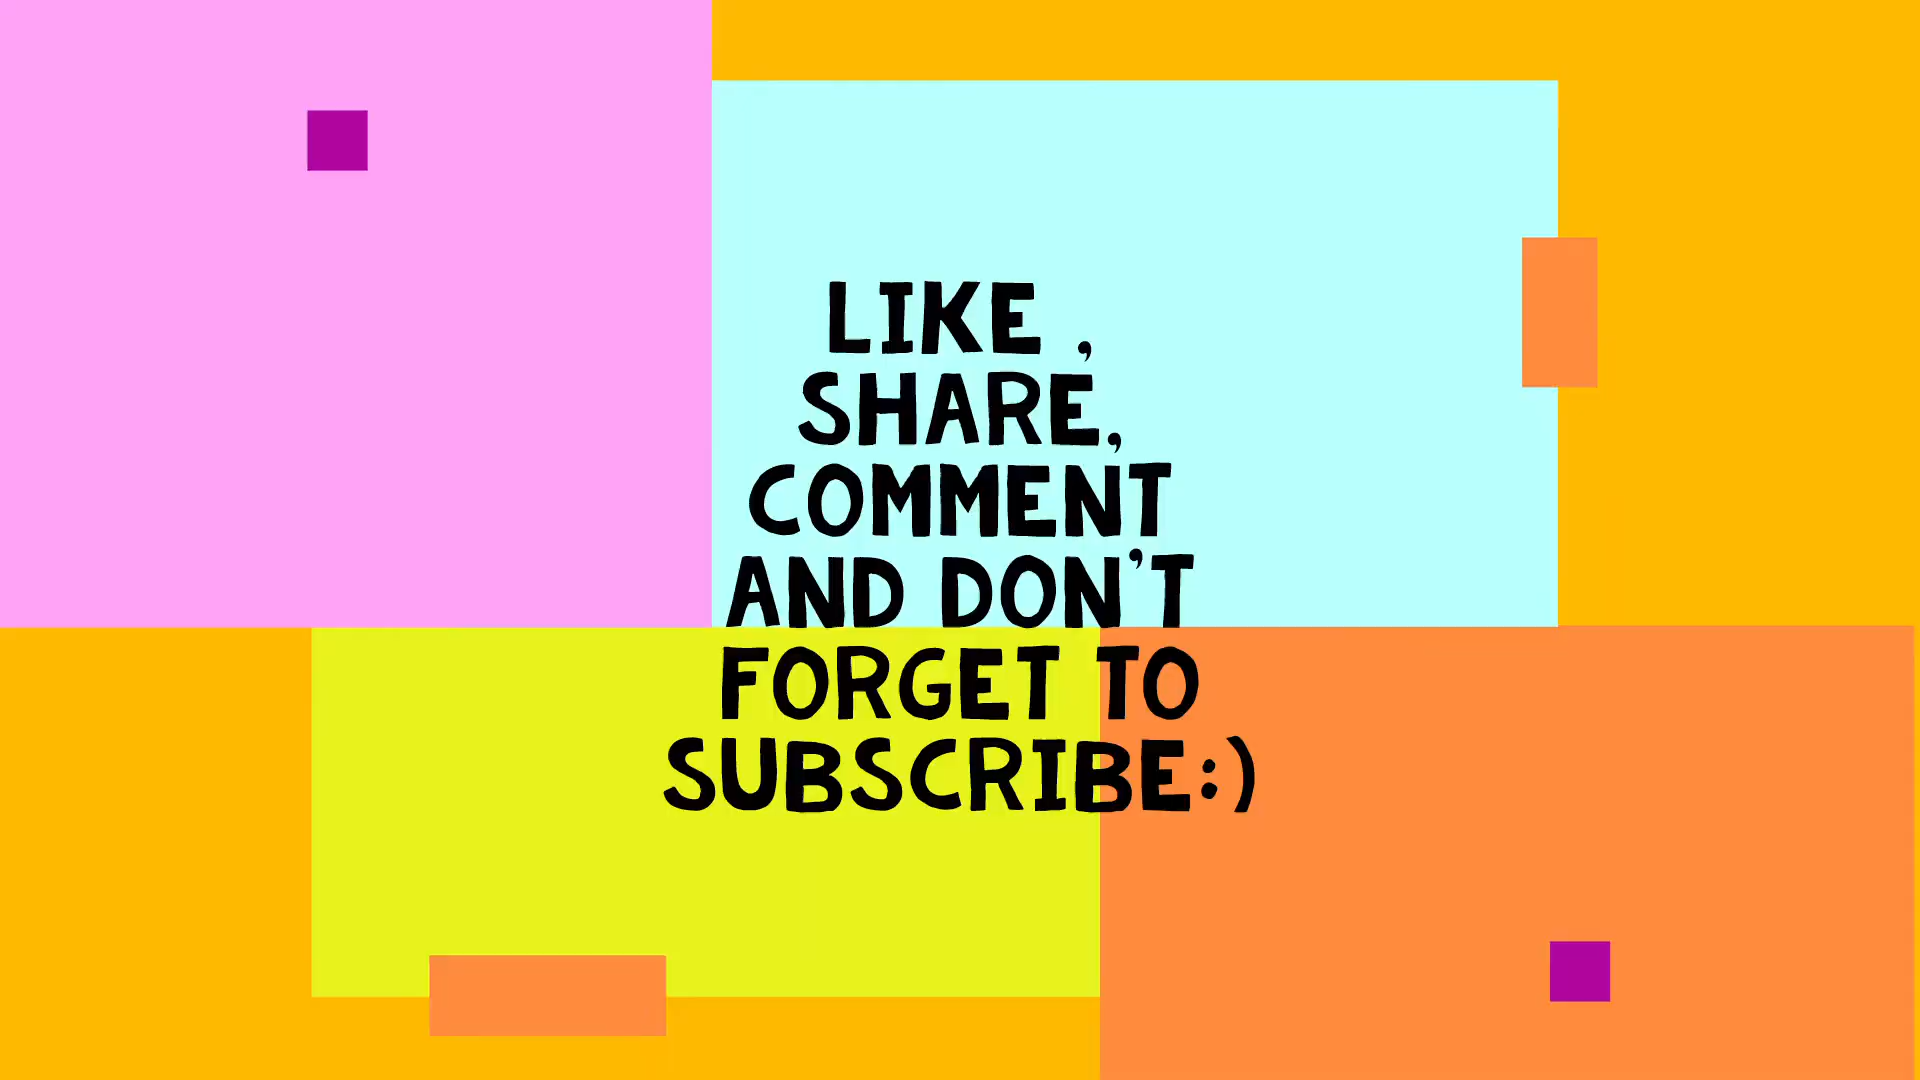 LIKE ,
SHARE,
COMMENT
AND DON'T
FORGET TO
SUBSCRIBE:)